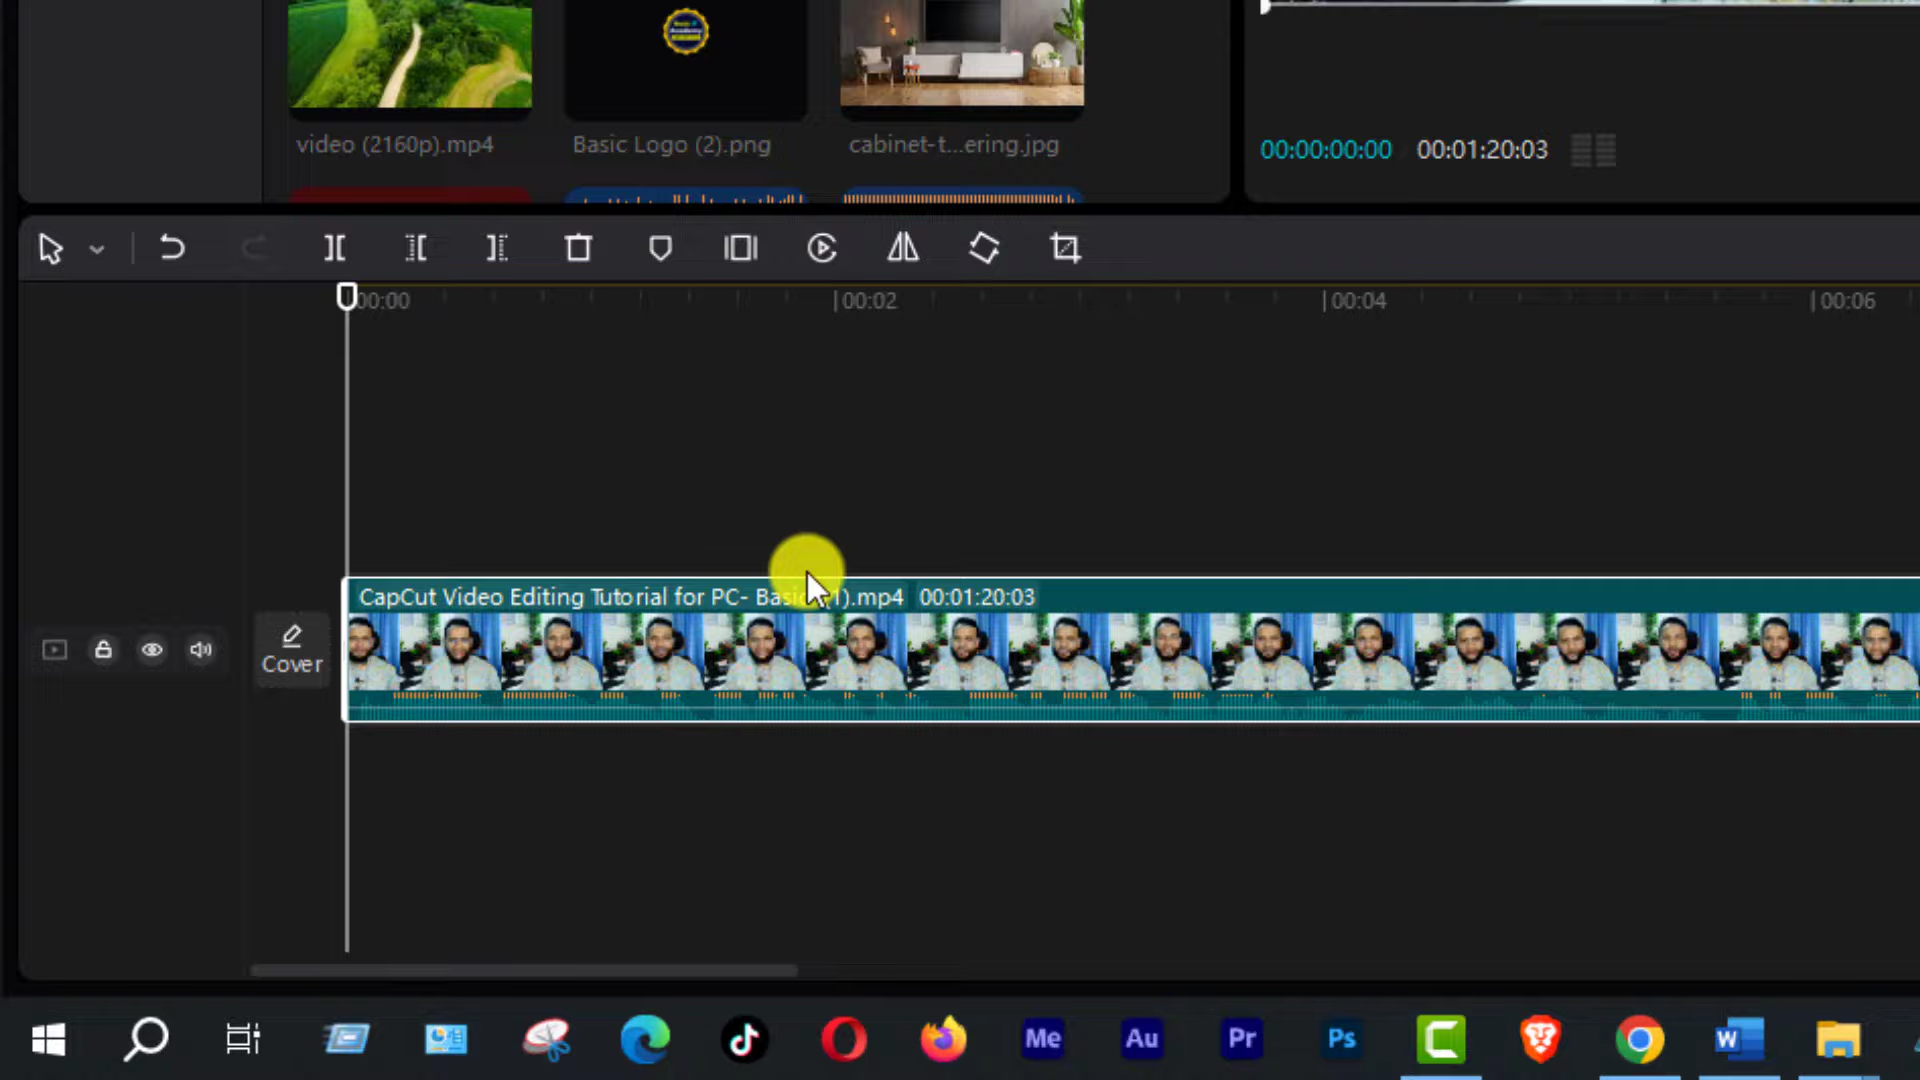 video (2160p).mp4
Basic Logo (2).png
cabinet-t...ering.jpg
00:00:00:00
00:01:20:03
00:00
00:02
00:04
00:06
CapCut Video Editing Tutorial for PC- Basic (1).mp4 00:01:20:03
Cover
Me
Au
Pr
Ps
W